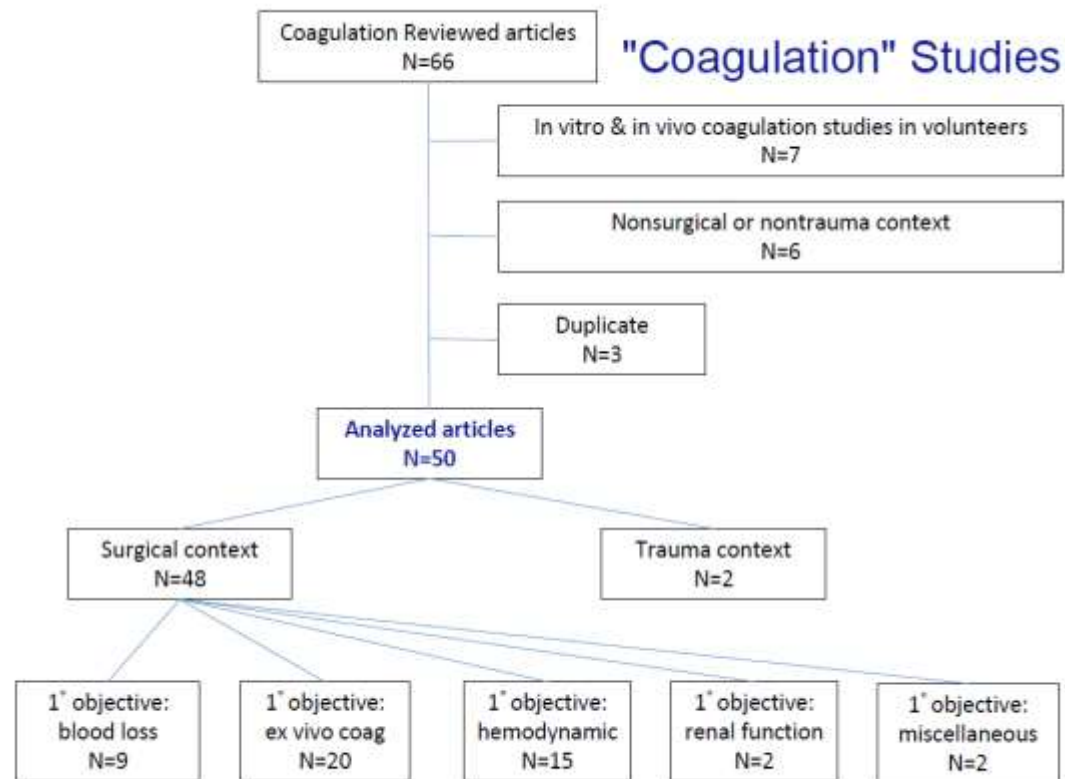 Coagulation Reviewed articles
N=66
"Coagulation" Studies
In vitro & in vivo coagulation studies in volunteers
N=7
Nonsurgical or nontrauma context
N=6
Duplicate
N=3
Analyzed articles
N=50
Surgical context
N=48
Trauma context
N=2
1° objective:
blood loss
N=9
1° objective:
ex vivo coag
N=20
1° objective:
hemodynamic
N=15
1° objective:
renal function
N=2
1° objective:
miscellaneous
N=2